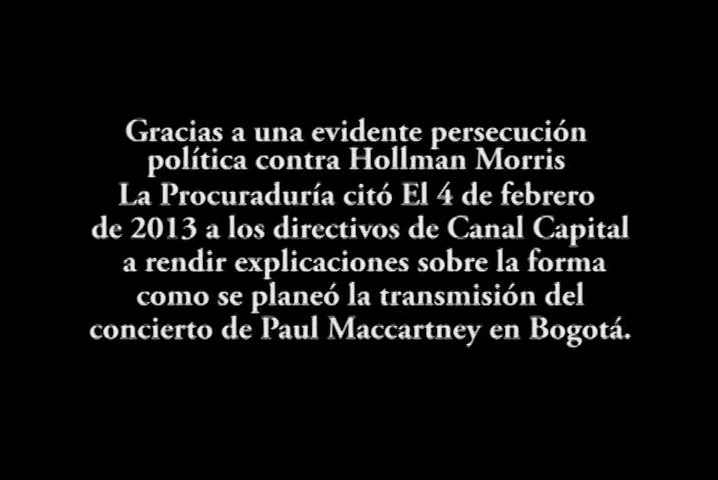 Gracias a una evidente persecución
política contra Hollman Morris
La Procuraduría citó El 4 de febrero
de 2013 a los directivos de Canal Capital
a rendir explicaciones sobre la forma
como se planeó la transmisión del
concierto de Paul Maccartney en Bogotá.